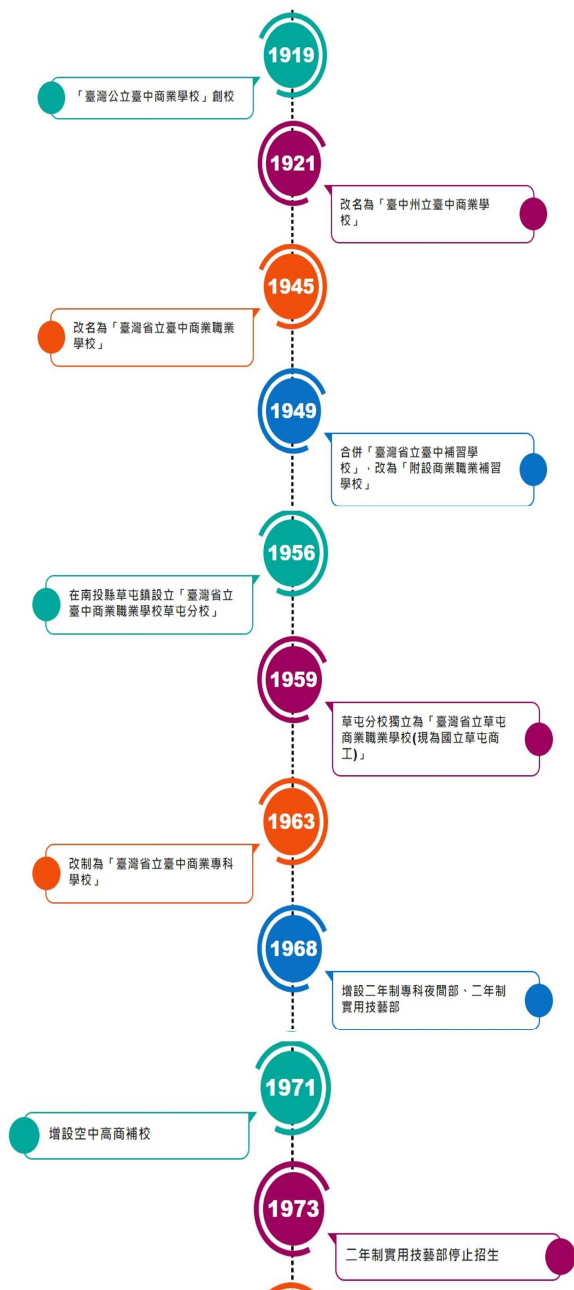 1919
「臺灣公立臺中商業學校」創校
1921
改名為「臺中州立臺中商業學
校」
1945
改名為「臺灣省立臺中商業職業
學校」
1949
合併「臺灣省立臺中補習學
校」，改為「附設商業職業補習
學校」
1956
在南投縣草屯鎮設立「臺灣省立
臺中商業職業學校草屯分校」
1959
草屯分校獨立為「臺灣省立草屯
商業職業學校(現為國立草屯商
工)」
1963
改制為「臺灣省立臺中商業專科
學校」
1968
增設二年制專科夜間部、二年制
實用技藝部
1971
增設空中高商補校
1973
二年制實用技藝部停止招生